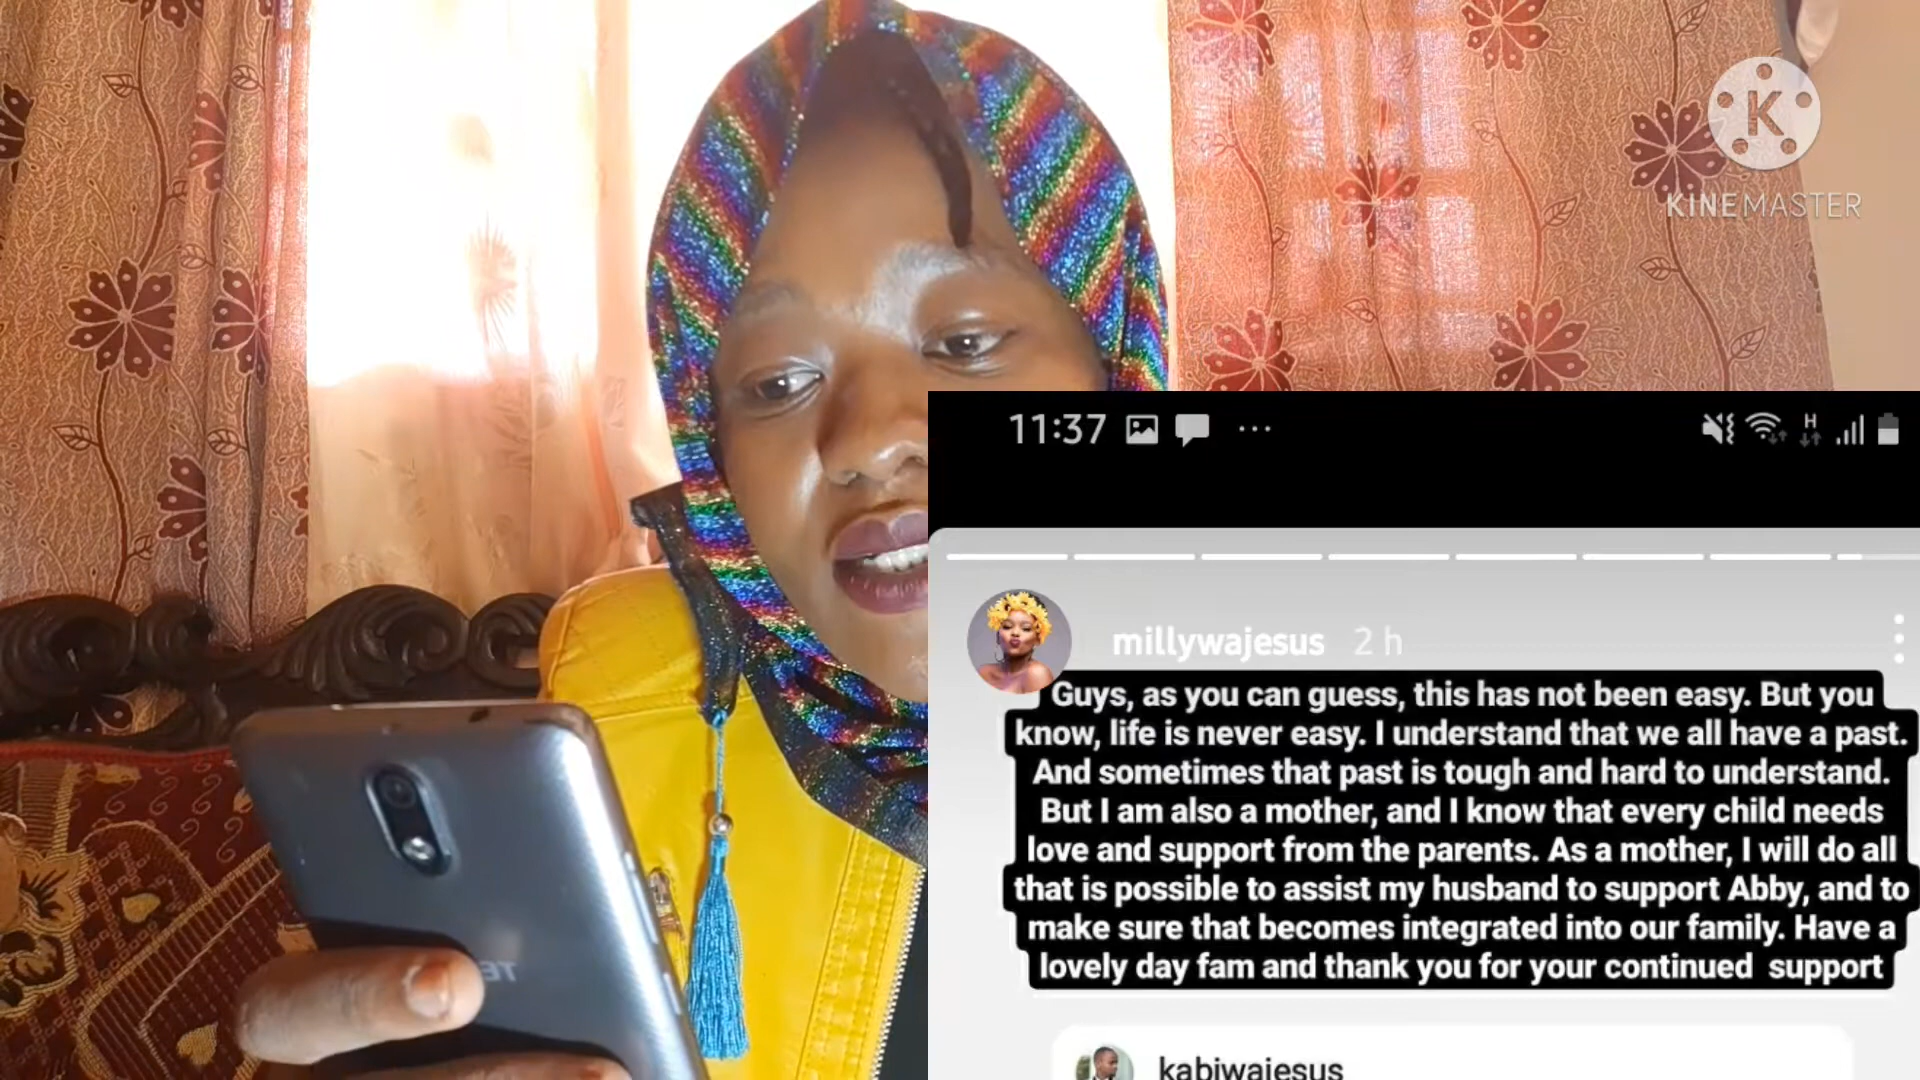 K
KINEMASTER
11:37
H
millywajesus 2 h
Guys, as you can guess, this has not been easy. But you
know, life is never easy. I understand that we all have a past.
And sometimes that past is tough and hard to understand.
But I am also a mother, and I know that every child needs
love and support from the parents. As a mother, I will do all
that is possible to assist my husband to support Abby, and to
make sure that becomes integrated into our family. Have a
lovely day fam and thank you for your continued support
kabiwajesus